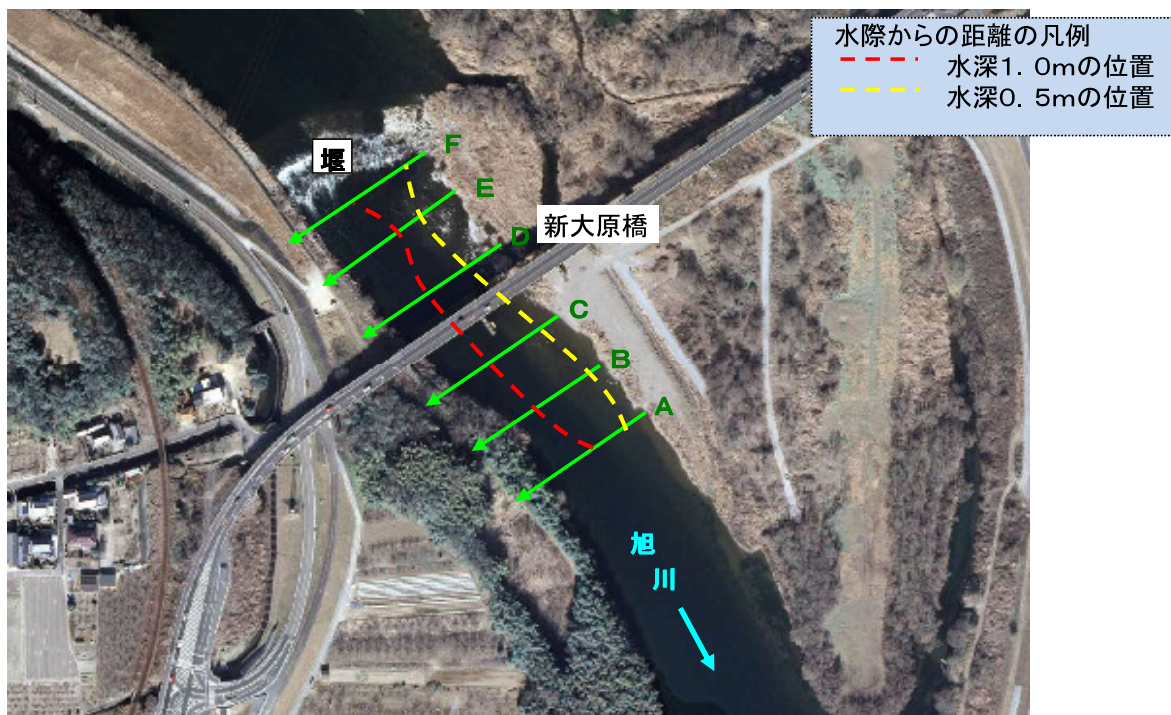 水際からの距離の凡例
水深1．0mの位置
水深0．5mの位置
堰
F
E
D
新大原橋
C
B
A
旭
川